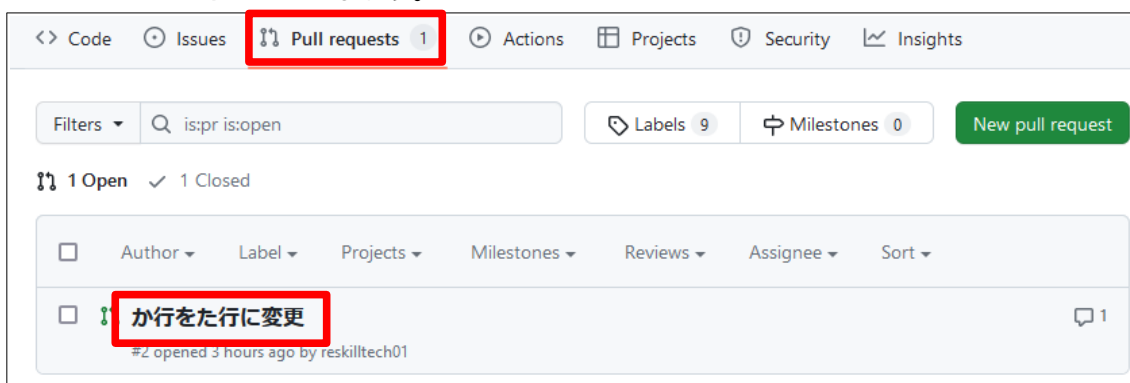 Code Issues Pull requests 1 Actions Projects Security Insights
Filters is:pr is:open Labels 9 Milestones 0 New pull request
1 Open 1 Closed
Author Label Projects Milestones Reviews Assignee Sort
か行をた行に変更 1
#2 opened 3 hours ago by reskilltech01